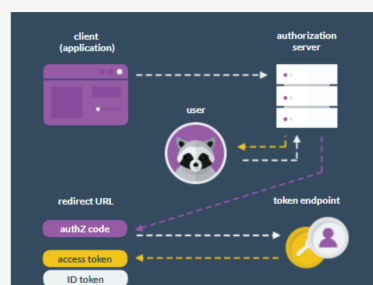 client
(application)
authorization
server
user
redirect URL
token endpoint
authZ code
access token
ID token